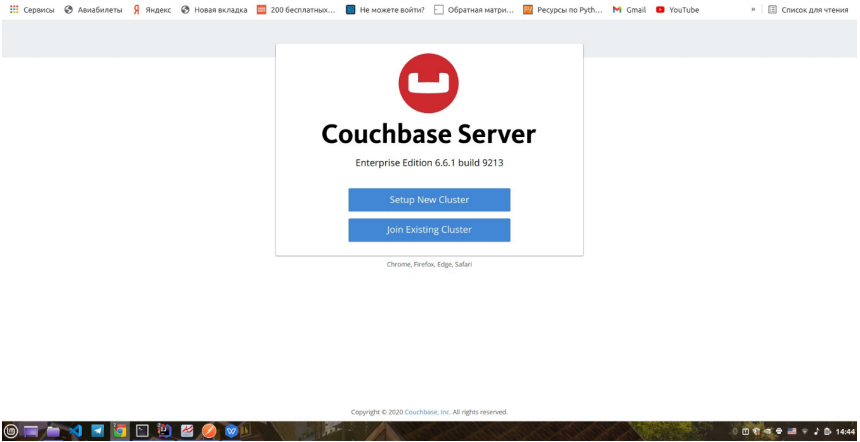 Сервисы Авиабилеты Яндекс Новая вкладка 200 бесплатных... Не можете войти? Обратная матри... Ресурсы по Pyth... Gmail YouTube » Список для чтения
Couchbase Server
Enterprise Edition 6.6.1 build 9213
Setup New Cluster
Join Existing Cluster
Chrome, Firefox, Edge, Safari
Copyright © 2020 Couchbase, Inc. All rights reserved.
14:44